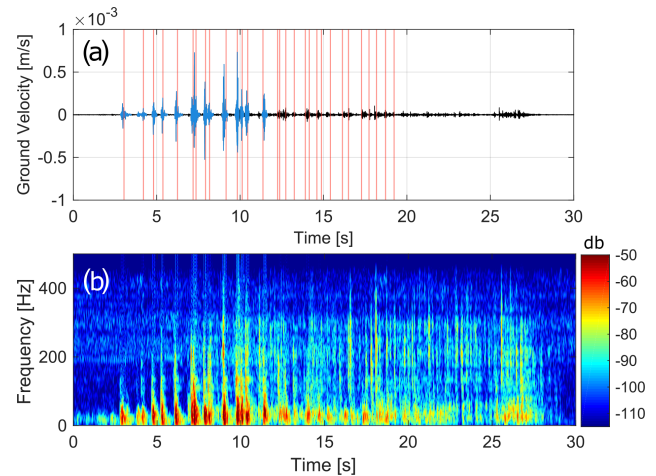 ×10⁻³
(a)
Ground Velocity [m/s]
1
0.5
0
-0.5
-1
0 5 10 15 20 25 30
Time [s]
(b)
db
Frequency [Hz]
400
200
0
-50
-60
-70
-80
-90
-100
-110
0 5 10 15 20 25 30
Time [s]